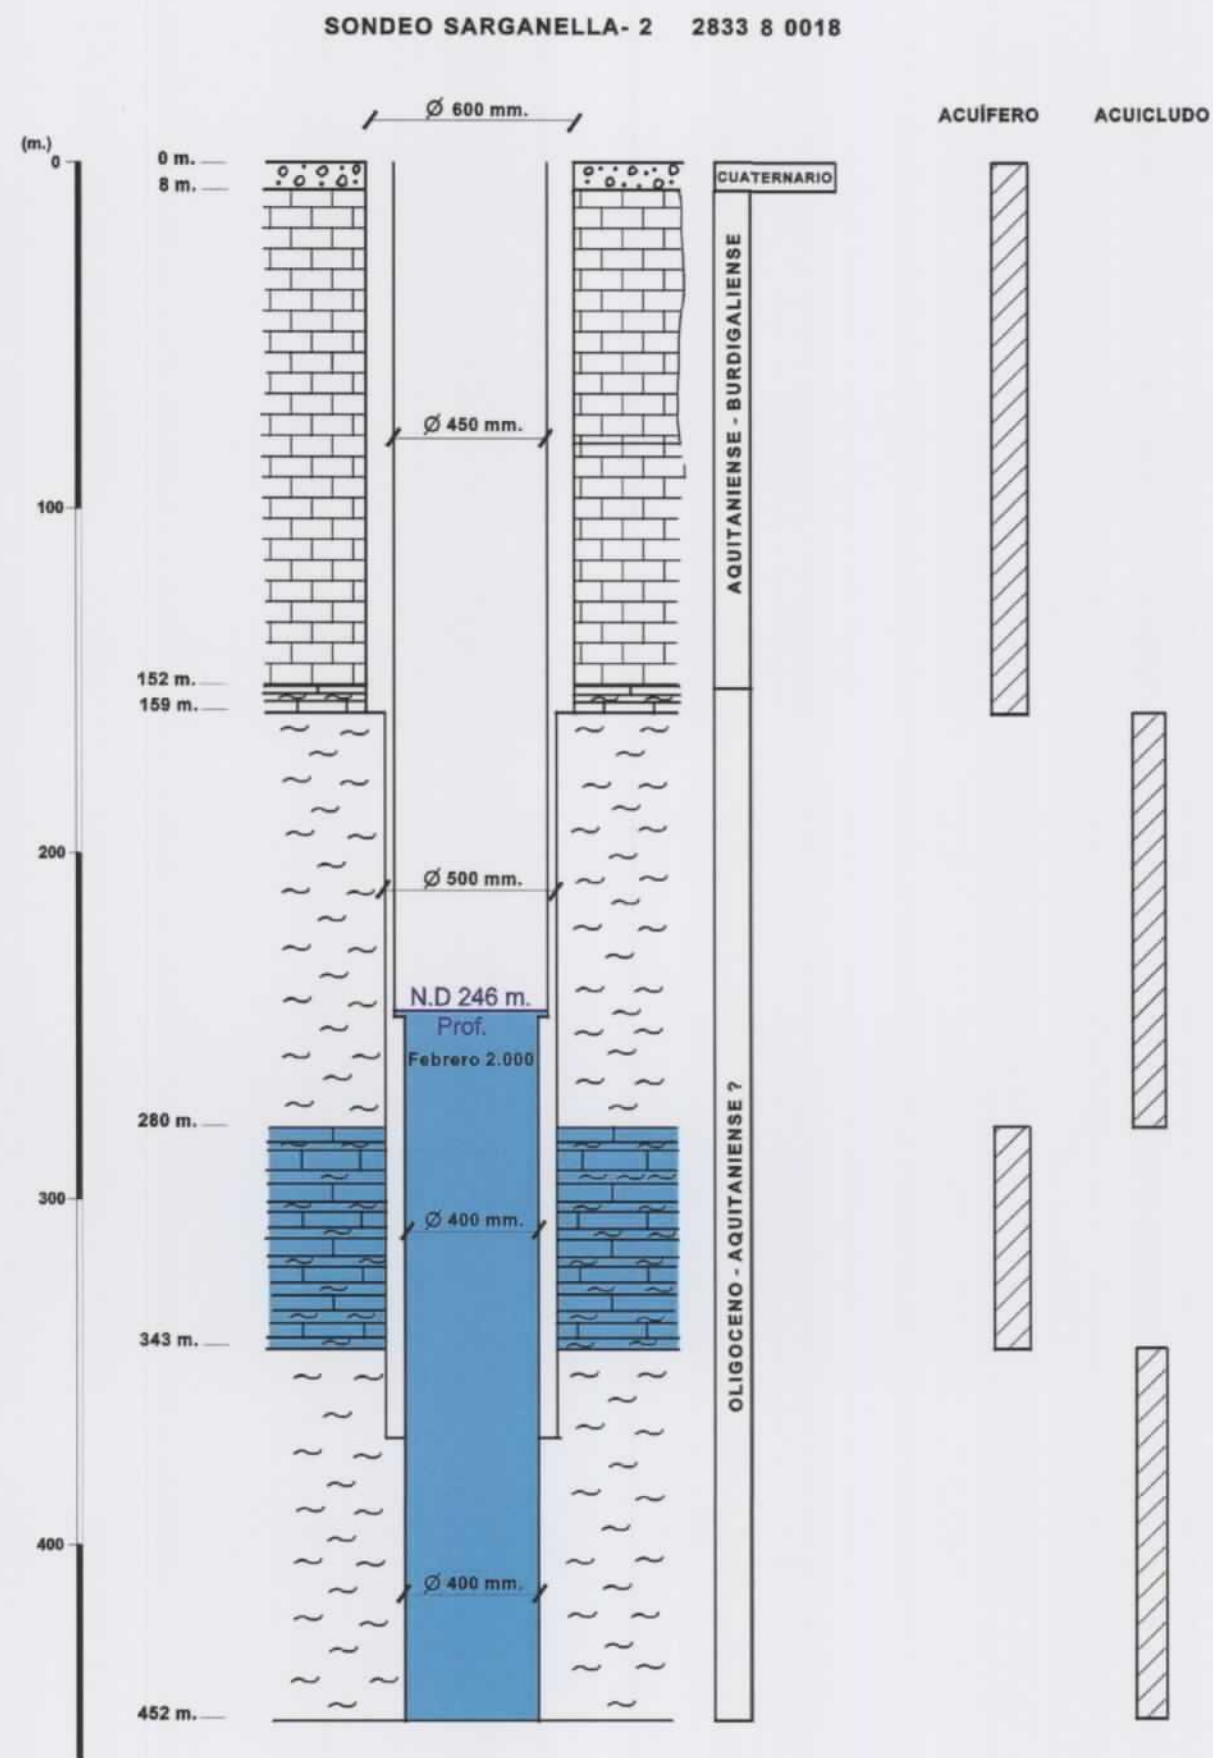 SONDEO SARGANELLA- 2 2833 8 0018
Ø 600 mm.
ACUÍFERO ACUICLUDO
(m.)
0
0 m.
8 m.
CUATERNARIO
AQUITANIENSE - BURDIGALIENSE
Ø 450 mm.
100
152 m.
159 m.
200
Ø 500 mm.
N.D 246 m.
Prof.
Febrero 2.000
280 m.
OLIGOCENO - AQUITANIENSE ?
300
Ø 400 mm.
343 m.
400
Ø 400 mm.
452 m.